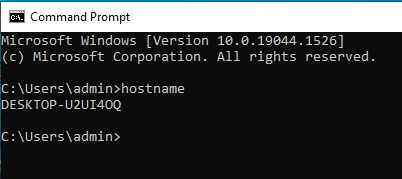 Command Prompt
Microsoft Windows [Version 10.0.19044.1526]
(c) Microsoft Corporation. All rights reserved.
C:\Users\admin>hostname
DESKTOP-U2UI4OQ
C:\Users\admin>